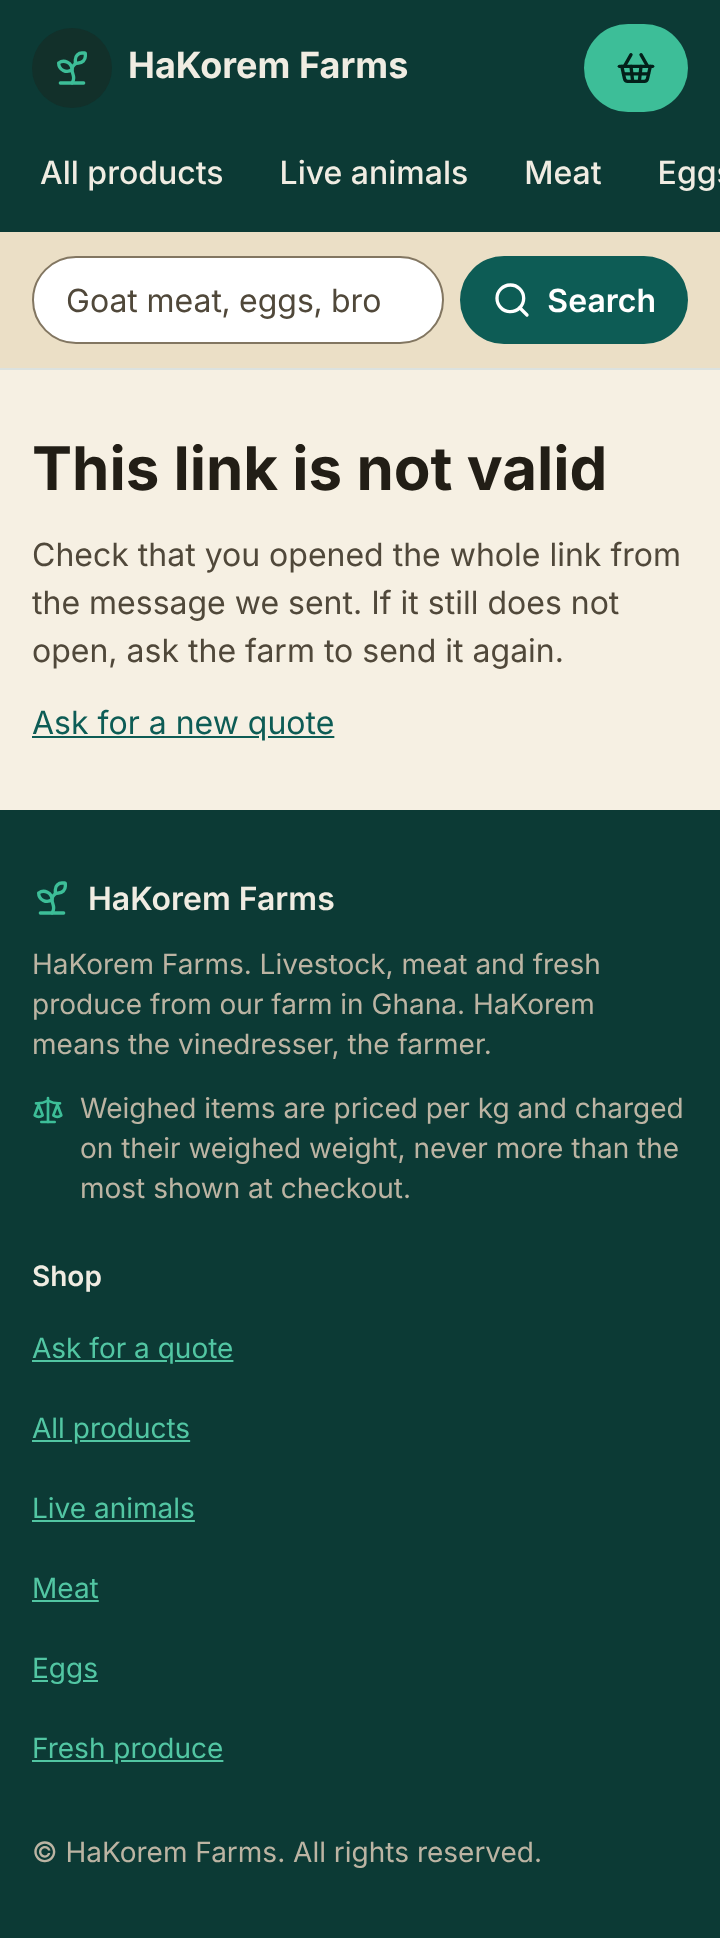 HaKorem Farms
All products Live animals Meat Eggs
Goat meat, eggs, bro
Search
This link is not valid
Check that you opened the whole link from
the message we sent. If it still does not
open, ask the farm to send it again.
Ask for a new quote
HaKorem Farms
HaKorem Farms. Livestock, meat and fresh
produce from our farm in Ghana. HaKorem
means the vinedresser, the farmer.
Weighed items are priced per kg and charged
on their weighed weight, never more than the
most shown at checkout.
Shop
Ask for a quote
All products
Live animals
Meat
Eggs
Fresh produce
© HaKorem Farms. All rights reserved.